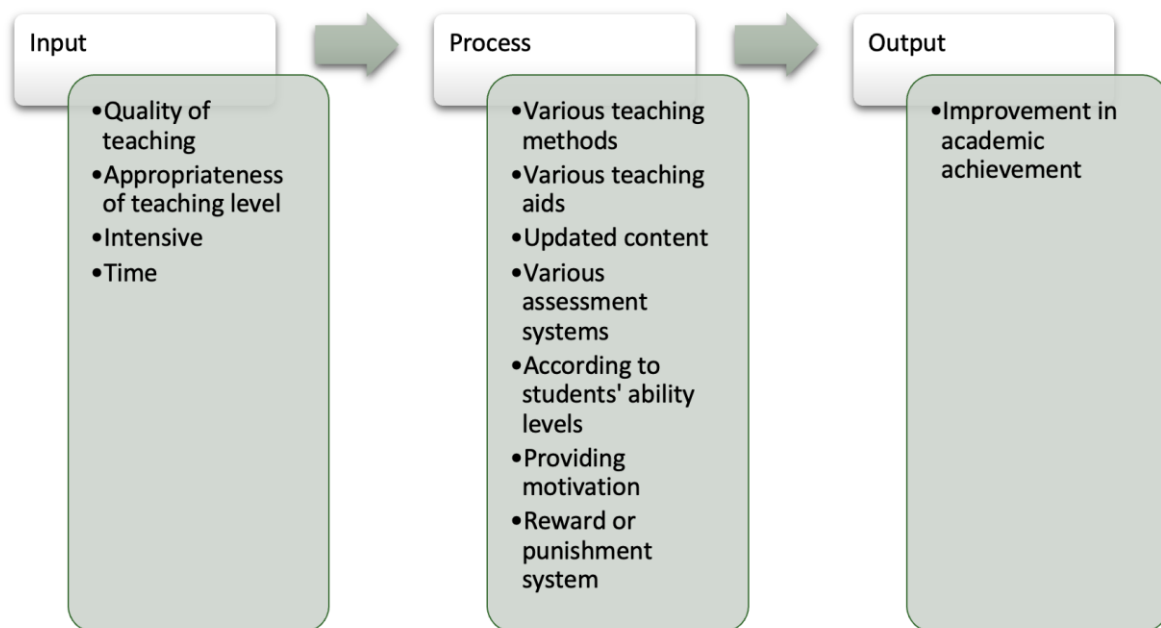 Input
•Quality of
teaching
•Appropriateness
of teaching level
•Intensive
•Time
Process
•Various teaching
methods
•Various teaching
aids
•Updated content
•Various
assessment
systems
•According to
students' ability
levels
•Providing
motivation
•Reward or
punishment
system
Output
•Improvement in
academic
achievement